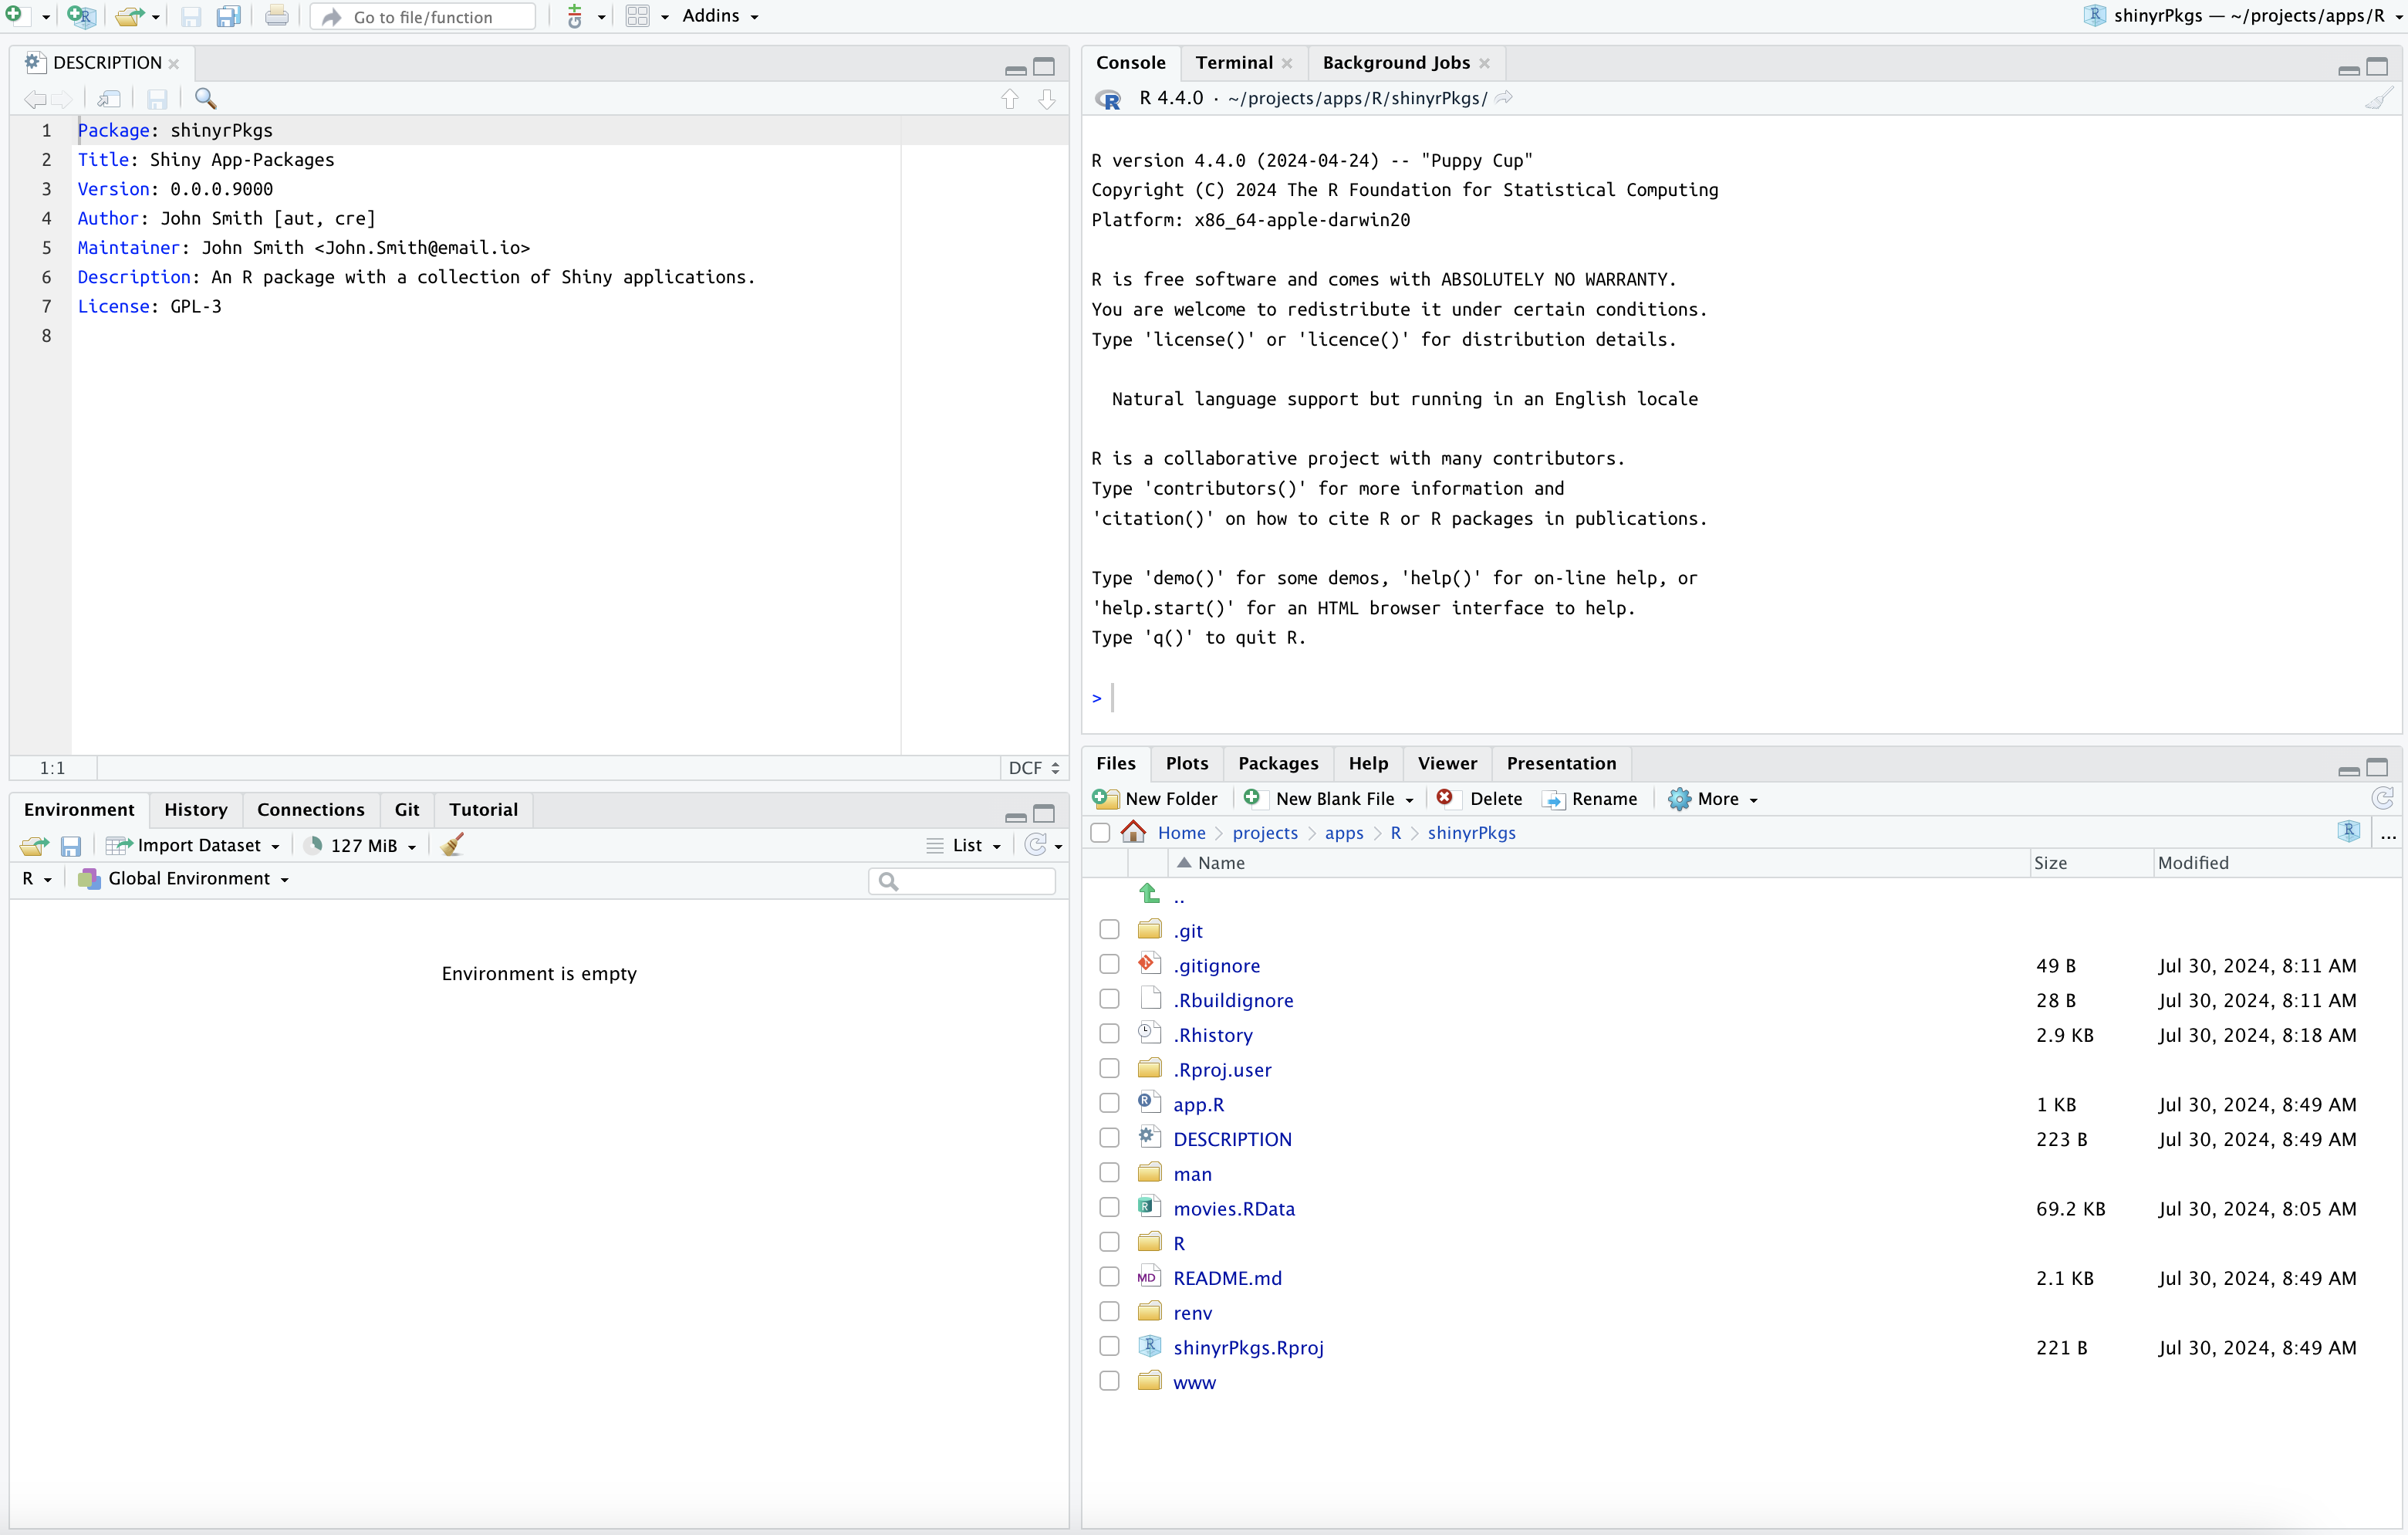 Go to file/function
Addins
shinyrPkgs — ~/projects/apps/R
DESCRIPTION
1 Package: shinyrPkgs
2 Title: Shiny App-Packages
3 Version: 0.0.0.9000
4 Author: John Smith [aut, cre]
5 Maintainer: John Smith <John.Smith@email.io>
6 Description: An R package with a collection of Shiny applications.
7 License: GPL-3
8
1:1 DCF
Environment History Connections Git Tutorial
Import Dataset 127 MiB List
R Global Environment
Environment is empty
Console Terminal Background Jobs
R 4.4.0 · ~/projects/apps/R/shinyrPkgs/
R version 4.4.0 (2024-04-24) -- "Puppy Cup"
Copyright (C) 2024 The R Foundation for Statistical Computing
Platform: x86_64-apple-darwin20
R is free software and comes with ABSOLUTELY NO WARRANTY.
You are welcome to redistribute it under certain conditions.
Type 'license()' or 'licence()' for distribution details.
Natural language support but running in an English locale
R is a collaborative project with many contributors.
Type 'contributors()' for more information and
'citation()' on how to cite R or R packages in publications.
Type 'demo()' for some demos, 'help()' for on-line help, or
'help.start()' for an HTML browser interface to help.
Type 'q()' to quit R.
>
Files Plots Packages Help Viewer Presentation
New Folder New Blank File Delete Rename More
Home projects apps R shinyrPkgs ...
Name Size Modified
..
.git
.gitignore 49 B Jul 30, 2024, 8:11 AM
.Rbuildignore 28 B Jul 30, 2024, 8:11 AM
.Rhistory 2.9 KB Jul 30, 2024, 8:18 AM
.Rproj.user
app.R 1 KB Jul 30, 2024, 8:49 AM
DESCRIPTION 223 B Jul 30, 2024, 8:49 AM
man
movies.RData 69.2 KB Jul 30, 2024, 8:05 AM
R
README.md 2.1 KB Jul 30, 2024, 8:49 AM
renv
shinyrPkgs.Rproj 221 B Jul 30, 2024, 8:49 AM
www